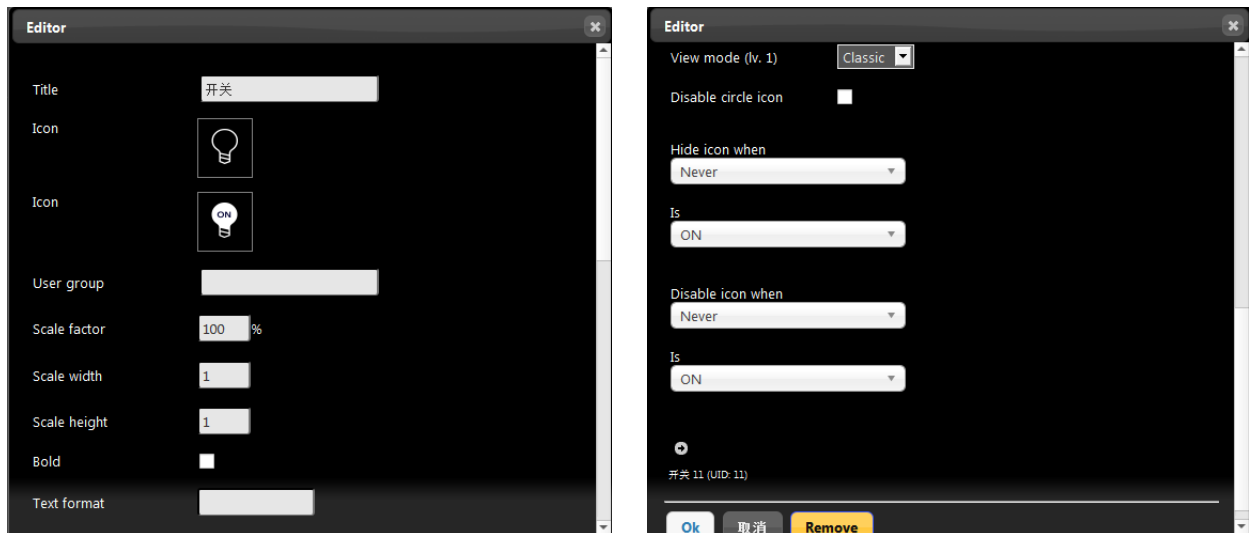 Editor
Title 开关
Icon
Icon
ON
User group
Scale factor 100 %
Scale width 1
Scale height 1
Bold
Text format
Editor
View mode (lv. 1) Classic
Disable circle icon
Hide icon when
Never
Is
ON
Disable icon when
Never
Is
ON
开关 11 (UID: 11)
Ok 取消 Remove